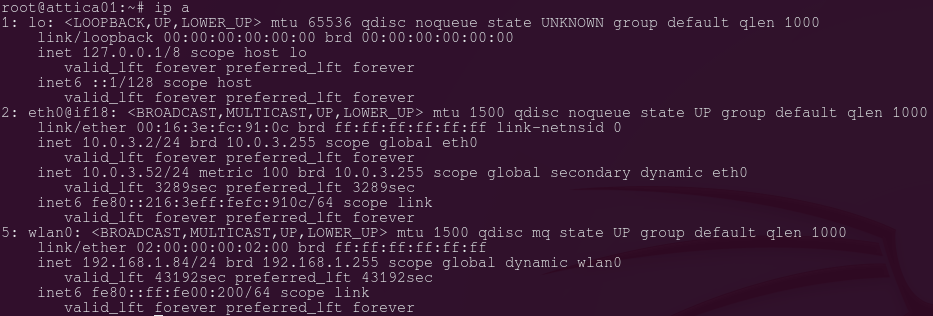 root@attica01:~# ip a
1: lo: <LOOPBACK,UP,LOWER_UP> mtu 65536 qdisc noqueue state UNKNOWN group default qlen 1000
    link/loopback 00:00:00:00:00:00 brd 00:00:00:00:00:00
    inet 127.0.0.1/8 scope host lo
       valid_lft forever preferred_lft forever
    inet6 ::1/128 scope host
       valid_lft forever preferred_lft forever
2: eth0@if18: <BROADCAST,MULTICAST,UP,LOWER_UP> mtu 1500 qdisc noqueue state UP group default qlen 1000
    link/ether 00:16:3e:fc:91:0c brd ff:ff:ff:ff:ff:ff link-netnsid 0
    inet 10.0.3.2/24 brd 10.0.3.255 scope global eth0
       valid_lft forever preferred_lft forever
    inet 10.0.3.52/24 metric 100 brd 10.0.3.255 scope global secondary dynamic eth0
       valid_lft 3289sec preferred_lft 3289sec
    inet6 fe80::216:3eff:fefc:910c/64 scope link
       valid_lft forever preferred_lft forever
5: wlan0: <BROADCAST,MULTICAST,UP,LOWER_UP> mtu 1500 qdisc mq state UP group default qlen 1000
    link/ether 02:00:00:00:02:00 brd ff:ff:ff:ff:ff:ff
    inet 192.168.1.84/24 brd 192.168.1.255 scope global dynamic wlan0
       valid_lft 43192sec preferred_lft 43192sec
    inet6 fe80::ff:fe00:200/64 scope link
       valid_lft forever preferred_lft forever